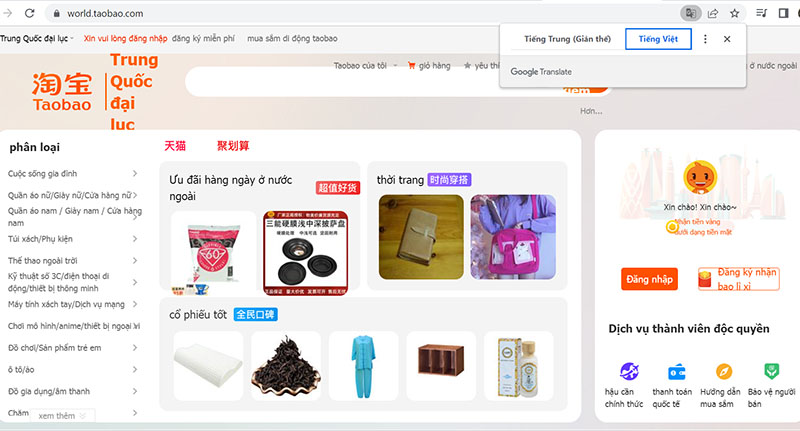 world.taobao.com
Trung Quốc đại lục
Xin vui lòng đăng nhập
đăng ký miễn phí
mua sắm di động taobao
Tiếng Trung (Giản thể)
Tiếng Việt
Google Translate
淘宝
Taobao
Trung
Quốc
đại
lục
Taobao của tôi
giỏ hàng
yêu thí
ở nước ngoài
kiếm
Hơn...
phân loại
Cuộc sống gia đình
Quần áo nữ/Giày nữ/Cửa hàng nữ
Quần áo nam / Giày nam / Cửa hàng
nam
Túi xách/Phụ kiện
Thể thao ngoài trời
Kỹ thuật số 3C/điện thoại di
động/thiết bị thông minh
Máy tính xách tay/Dịch vụ mạng
Chơi mô hình/anime/thiết bị ngoại vi
Đồ chơi/Sản phẩm trẻ em
ô tô/áo
Đồ gia dụng/âm thanh
Chăm
xem thêm
天猫
聚划算
Ưu đãi hàng ngày ở nước
ngoài
超值好货
60
三能硬膜浅中深披萨盘
thời trang
时尚穿搭
cổ phiếu tốt
全民口碑
Xin chào! Xin chào~
Nhận tiền vàng
dưới dạng tiền mặt
Đăng nhập
Đăng ký nhận
bao lì xì
Dịch vụ thành viên độc quyền
hậu cần
chính thức
thanh toán
quốc tế
Hướng dẫn
mua sắm
Bảo vệ người
bán